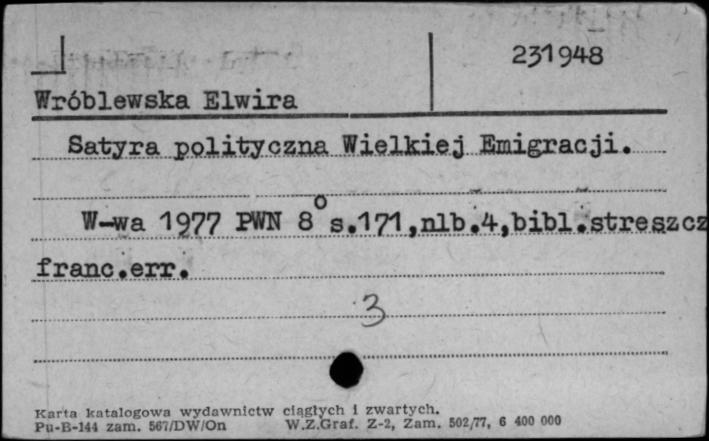 231948
Wróblewska Elwira
Satyra polityczna Wielkiej Emigracji.
W-wa 1977 PWN 8° s.171,nlb.4,bibl.streszcz
franc.err.
3
Karta katalogowa wydawnictw ciągłych i zwartych.
Pu-B-144 zam. 567/DW/On W.Z.Graf. Z-2, Zam. 502/77, 6 400 000